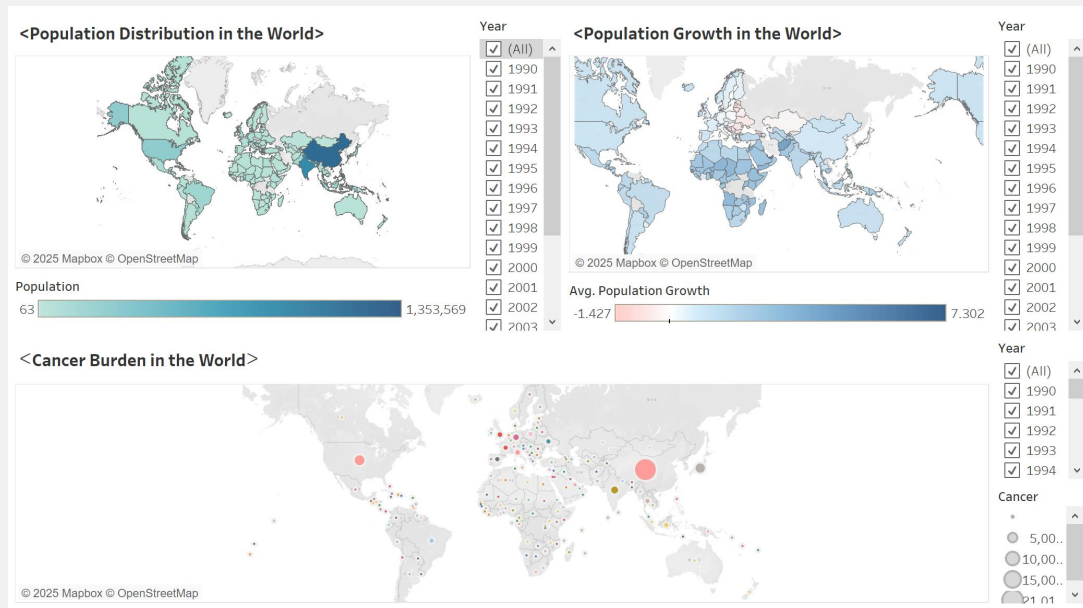 <Population Distribution in the World>
Year
(All)
1990
1991
1992
1993
1994
1995
1996
1997
1998
1999
2000
2001
2002
2003
© 2025 Mapbox © OpenStreetMap
Population
63
1,353,569
<Population Growth in the World>
Year
(All)
1990
1991
1992
1993
1994
1995
1996
1997
1998
1999
2000
2001
2002
2003
© 2025 Mapbox © OpenStreetMap
Avg. Population Growth
-1.427
7.302
<Cancer Burden in the World>
© 2025 Mapbox © OpenStreetMap
Year
(All)
1990
1991
1992
1993
1994
Cancer
5,00..
10,00..
15,00..
21,01..